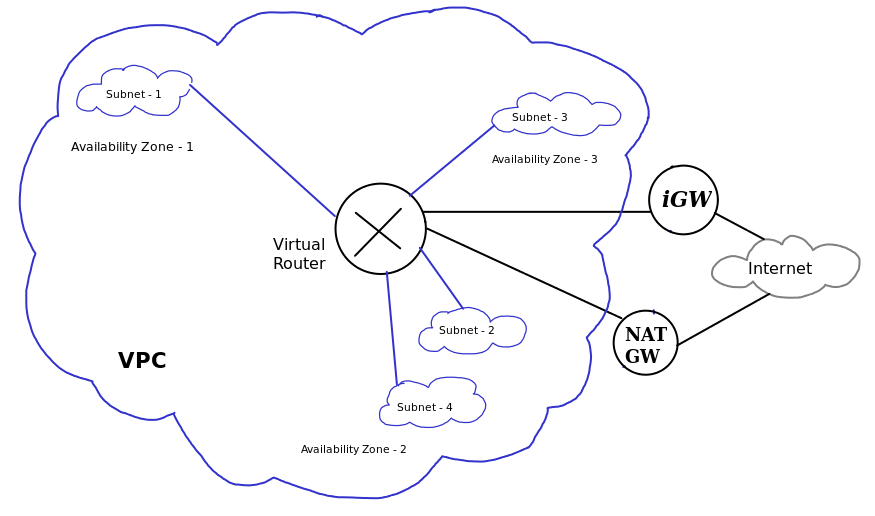 Subnet - 1
Availability Zone - 1
Subnet - 3
Availability Zone - 3
iGW
Virtual
Router
Internet
Subnet - 2
NAT
GW
VPC
Subnet - 4
Availability Zone - 2